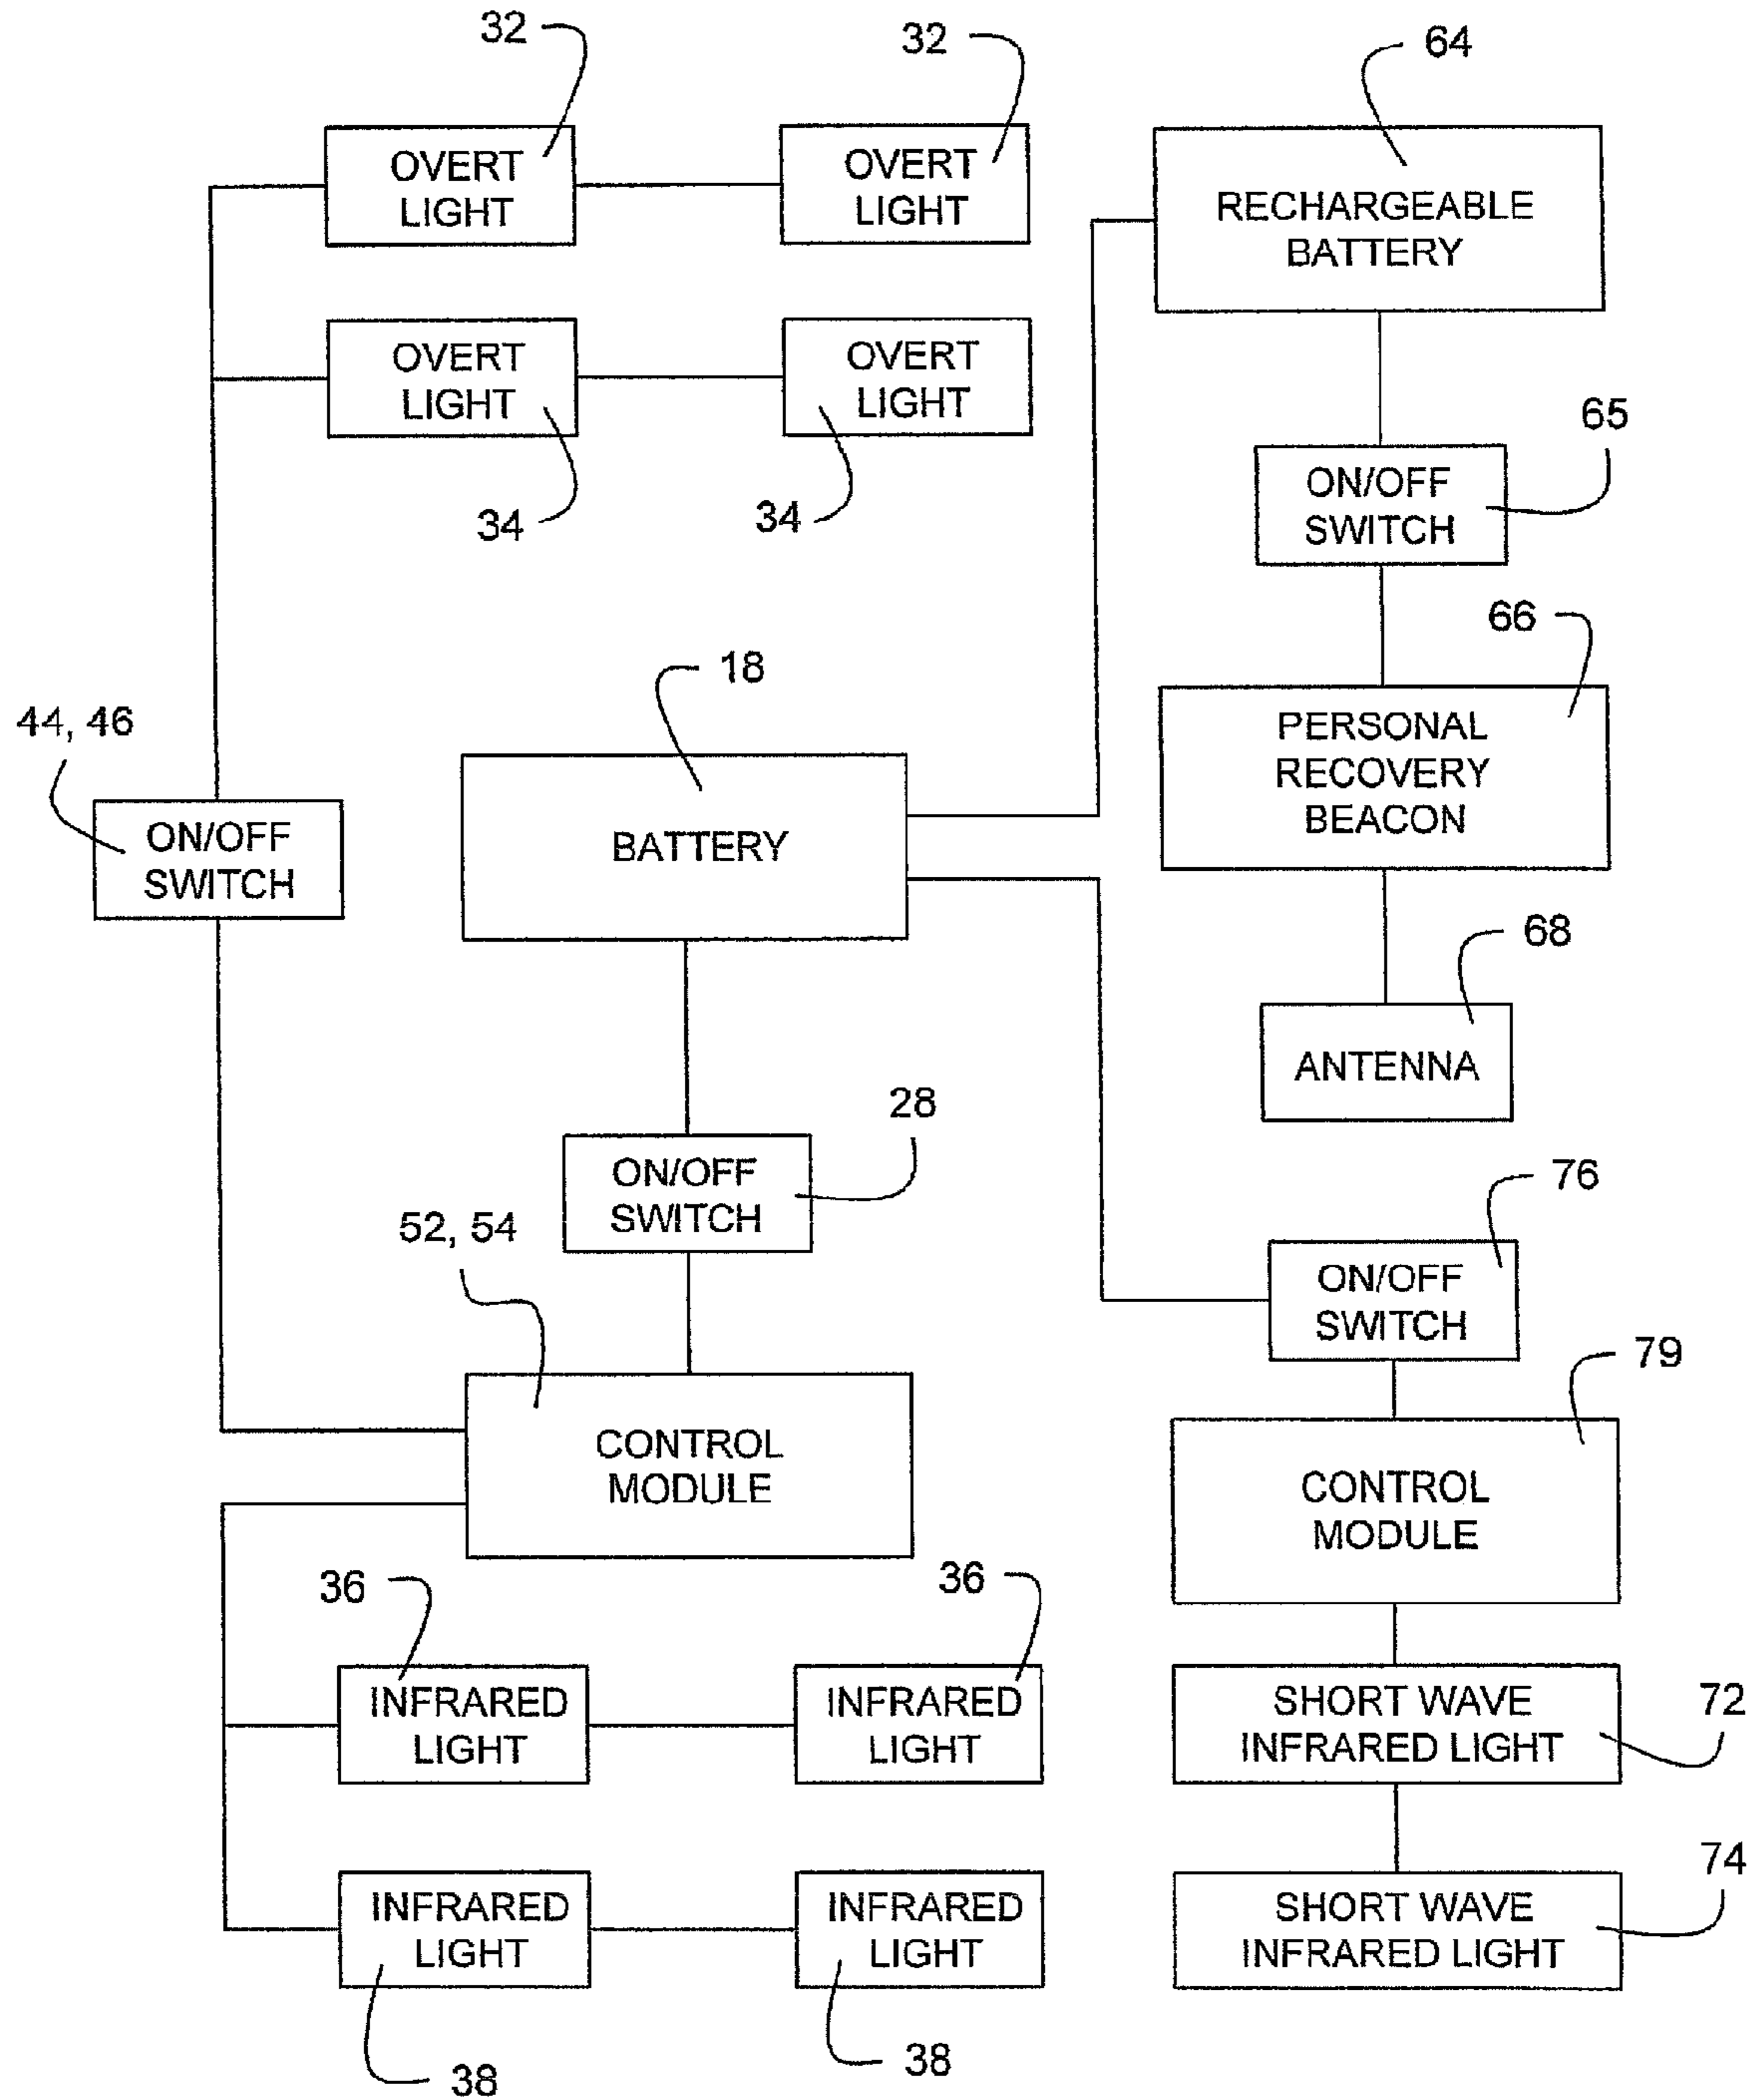 32
32
64
OVERT
LIGHT
OVERT
LIGHT
RECHARGEABLE
BATTERY
OVERT
LIGHT
OVERT
LIGHT
34
34
65
ON/OFF
SWITCH
66
18
44, 46
PERSONAL
RECOVERY
BEACON
ON/OFF
SWITCH
BATTERY
68
ANTENNA
28
ON/OFF
SWITCH
76
52, 54
ON/OFF
SWITCH
79
CONTROL
MODULE
CONTROL
MODULE
36
36
INFRARED
LIGHT
INFRARED
LIGHT
SHORT WAVE
INFRARED LIGHT
72
74
INFRARED
LIGHT
INFRARED
LIGHT
SHORT WAVE
INFRARED LIGHT
38
38